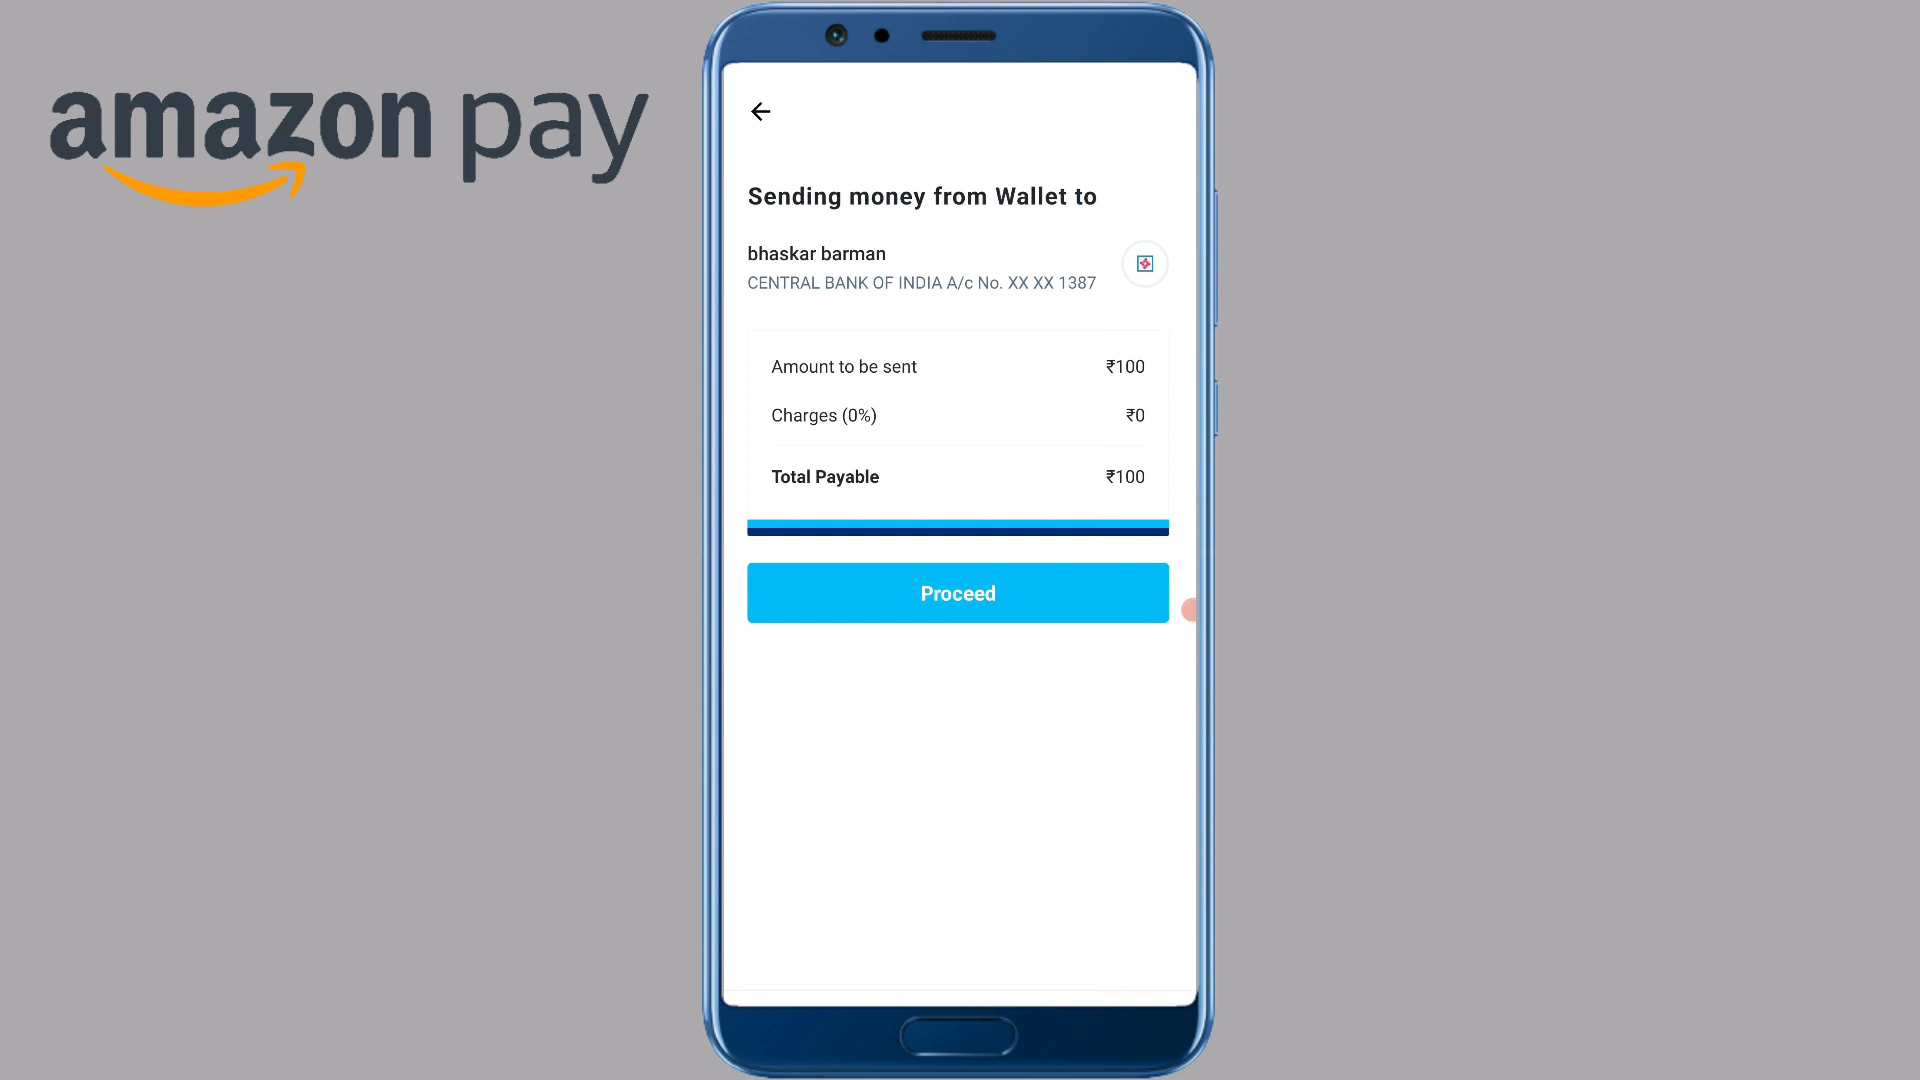 amazon pay
Sending money from Wallet to
bhaskar barman
CENTRAL BANK OF INDIA A/c No. XX XX 1387
Amount to be sent ₹100
Charges (0%) ₹0
Total Payable ₹100
Proceed